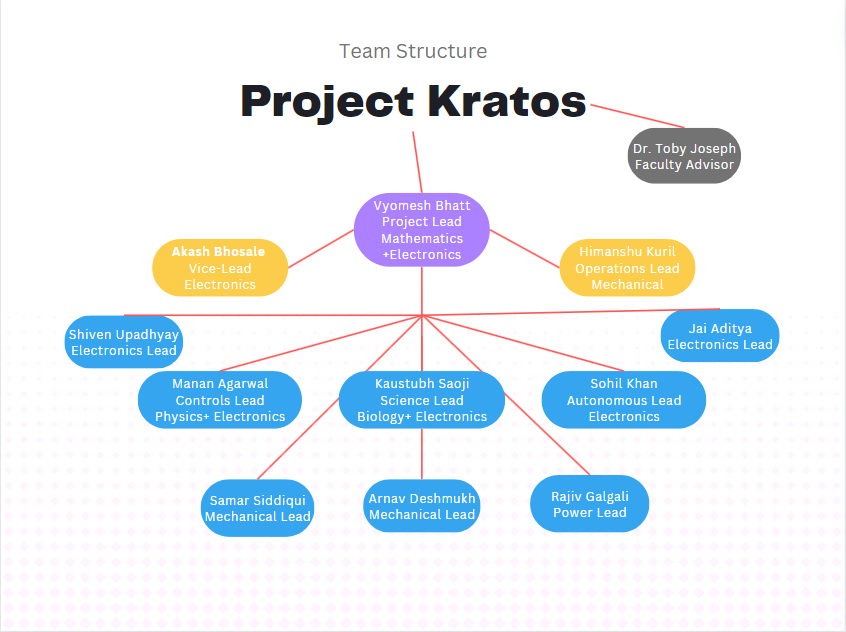 Team Structure
Project Kratos
Dr. Toby Joseph
Faculty Advisor
Vyomesh Bhatt
Project Lead
Mathematics
+Electronics
Akash Bhosale
Vice-Lead
Electronics
Himanshu Kuril
Operations Lead
Mechanical
Shiven Upadhyay
Electronics Lead
Jai Aditya
Electronics Lead
Manan Agarwal
Controls Lead
Physics+ Electronics
Kaustubh Saoji
Science Lead
Biology+ Electronics
Sohil Khan
Autonomous Lead
Electronics
Samar Siddiqui
Mechanical Lead
Arnav Deshmukh
Mechanical Lead
Rajiv Galgali
Power Lead